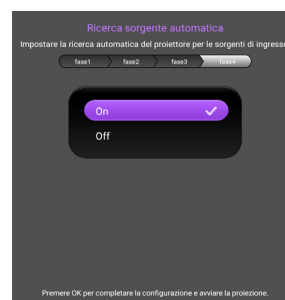 Ricerca sorgente automatica
Impostare la ricerca automatica del proiettore per le sorgenti di ingresso
fase1 fase2 fase3 fase4
On
Off
Premere OK per completare la configurazione e avviare la proiezione.